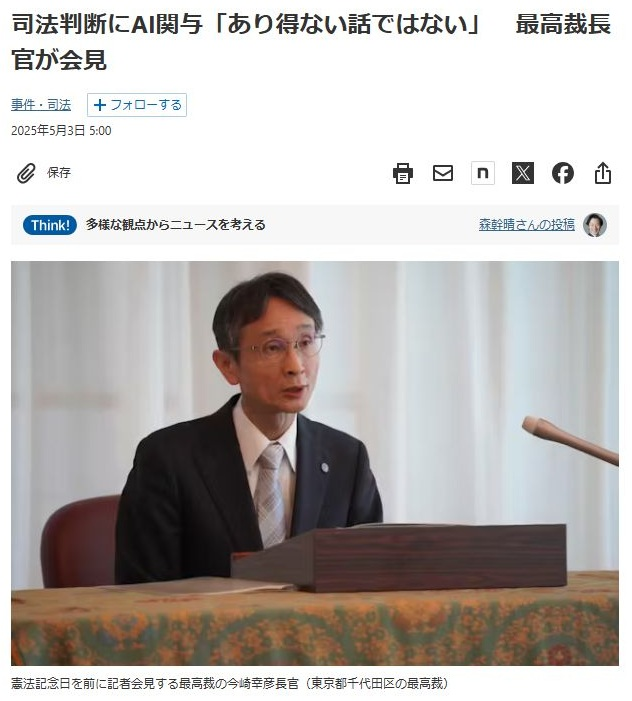 司法判断にAI関与「あり得ない話ではない」　最高裁長
官が会見
事件・司法
＋フォローする
2025年5月3日 5:00
保存
n
Think!
多様な観点からニュースを考える
森幹晴さんの投稿
憲法記念日を前に記者会見する最高裁の今崎幸彦長官（東京都千代田区の最高裁）